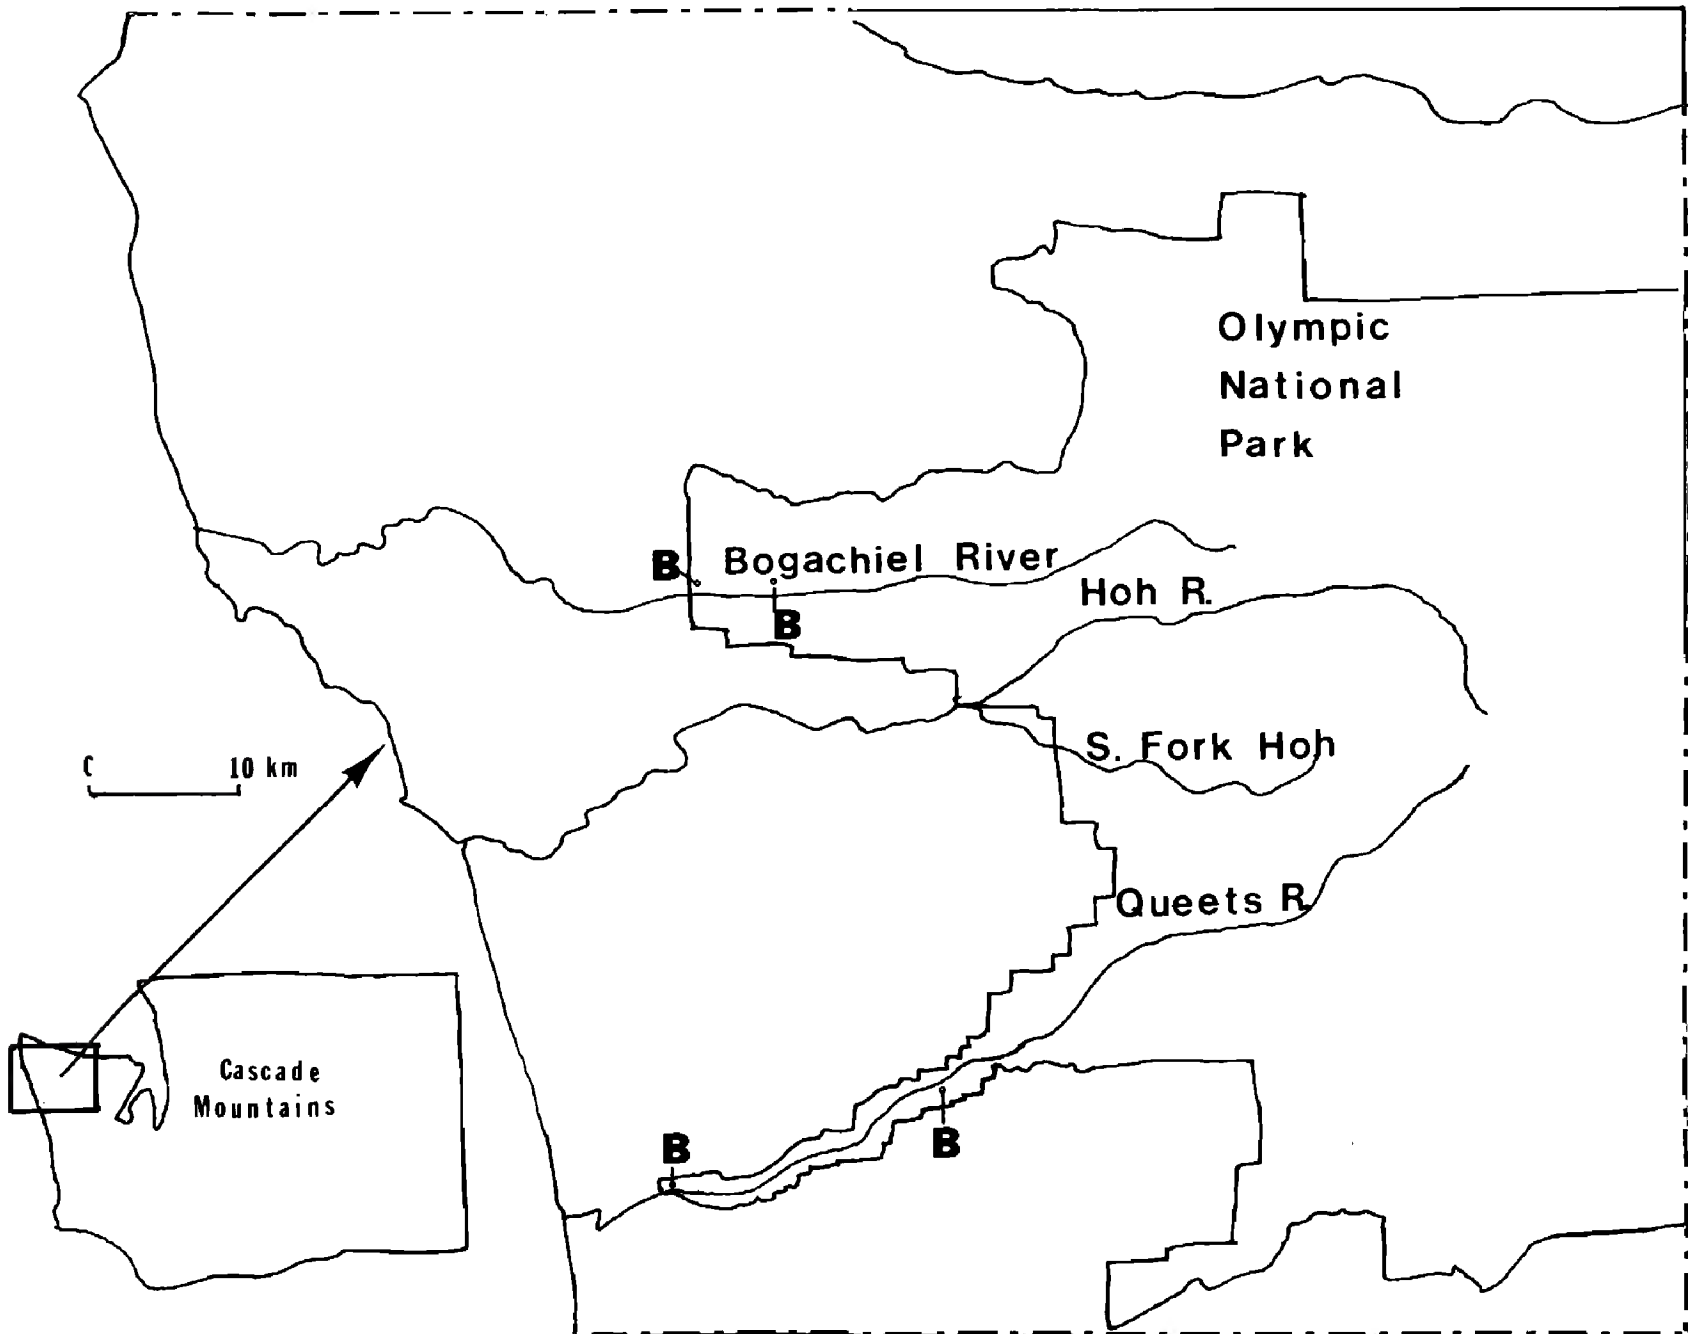 Olympic
National
Park
B Bogachiel River
Hoh R.
B
S. Fork Hoh
C 10 km
Queets R.
Cascade
Mountains
B
B